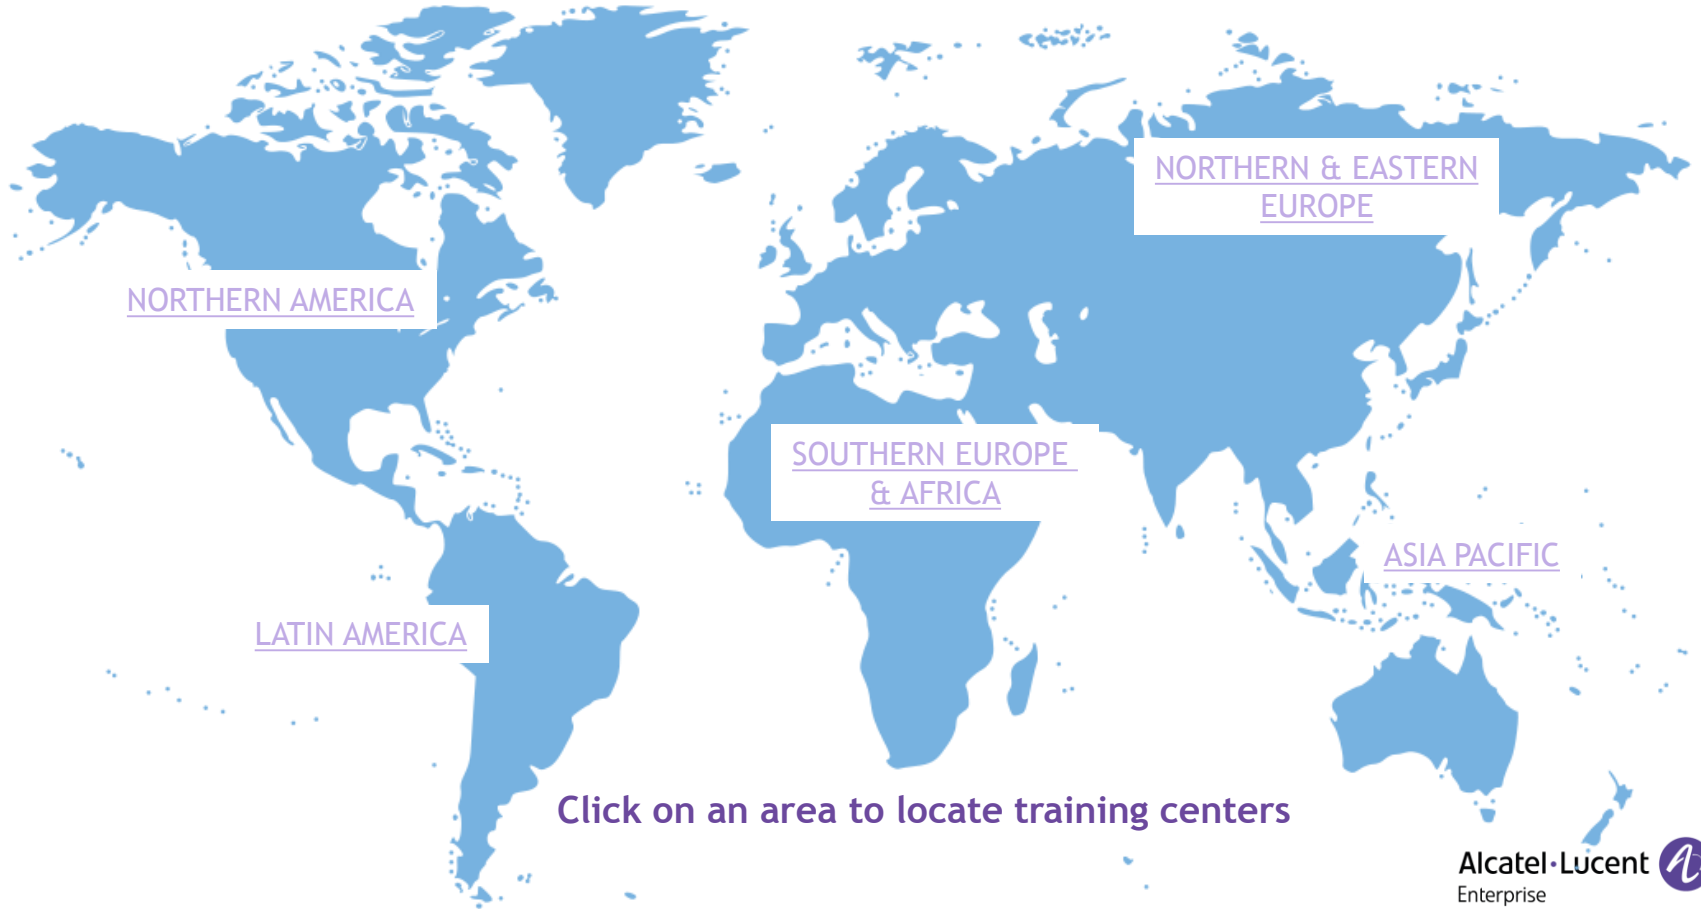 NORTHERN & EASTERN
EUROPE
NORTHERN AMERICA
SOUTHERN EUROPE
& AFRICA
ASIA PACIFIC
LATIN AMERICA
Click on an area to locate training centers
Alcatel·Lucent
Enterprise